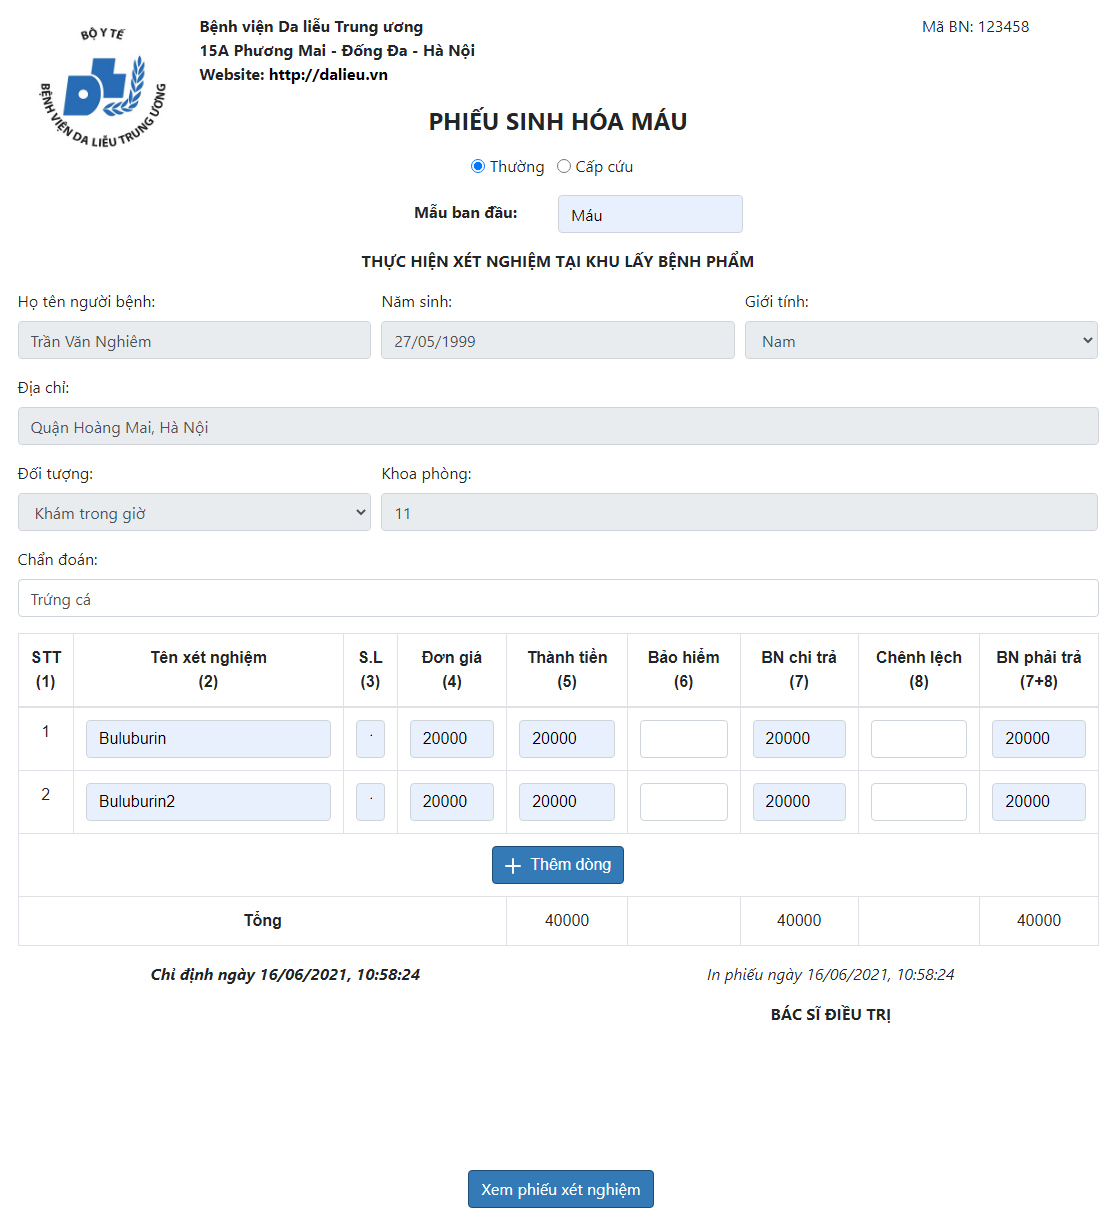 BỘ Y TẾ
BỆNH VIỆN DA LIỄU TRUNG ƯƠNG
Bệnh viện Da liễu Trung ương
15A Phương Mai - Đống Đa - Hà Nội
Website: http://dalieu.vn
Mã BN: 123458
PHIẾU SINH HÓA MÁU
Thường Cấp cứu
Mẫu ban đầu: Máu
THỰC HIỆN XÉT NGHIỆM TẠI KHU LẤY BỆNH PHẨM
Họ tên người bệnh: Năm sinh: Giới tính:
Trần Văn Nghiêm 27/05/1999 Nam
Địa chỉ:
Quận Hoàng Mai, Hà Nội
Đối tượng: Khoa phòng:
Khám trong giờ 11
Chẩn đoán:
Trứng cá
STT Tên xét nghiệm S.L Đơn giá Thành tiền Bảo hiểm BN chi trả Chênh lệch BN phải trả
(1) (2) (3) (4) (5) (6) (7) (8) (7+8)
1 Buluburin 20000 20000 20000 20000
2 Buluburin2 20000 20000 20000 20000
+ Thêm dòng
Tổng 40000 40000 40000
Chỉ định ngày 16/06/2021, 10:58:24 In phiếu ngày 16/06/2021, 10:58:24
BÁC SĨ ĐIỀU TRỊ
Xem phiếu xét nghiệm